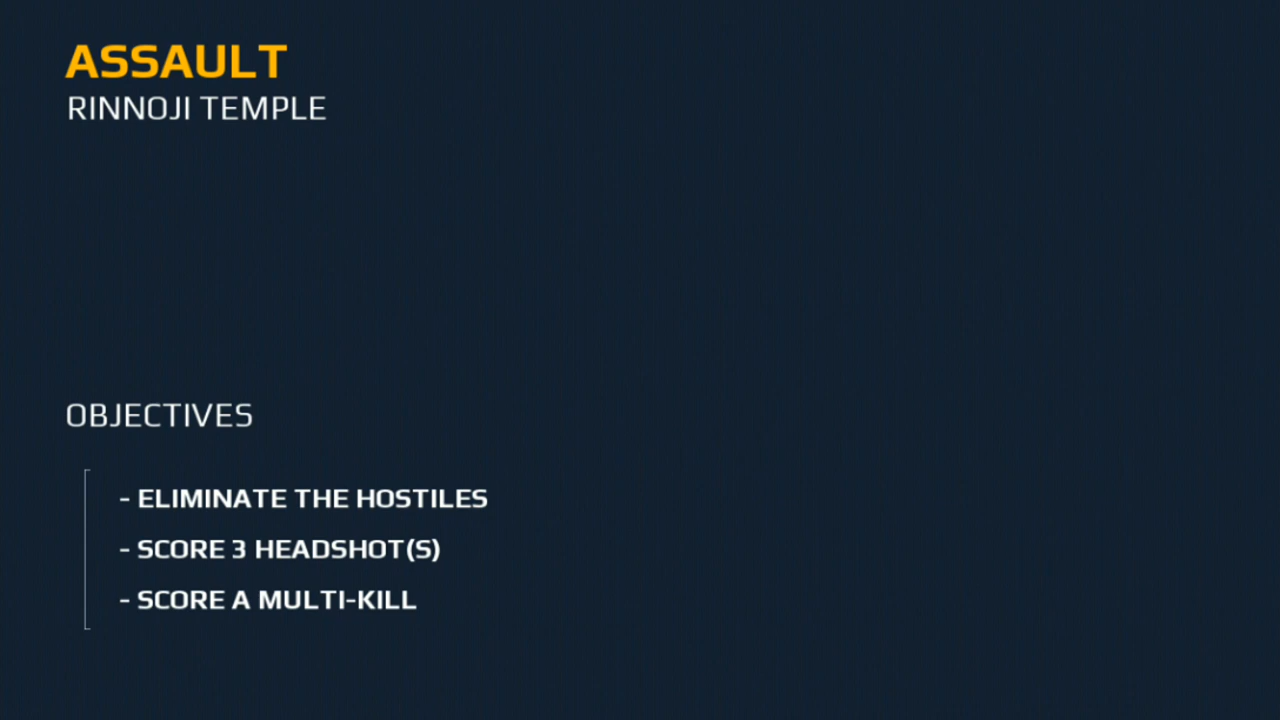 ASSAULT
RINNOJI TEMPLE
OBJECTIVES
- ELIMINATE THE HOSTILES
- SCORE 3 HEADSHOT(S)
- SCORE A MULTI-KILL